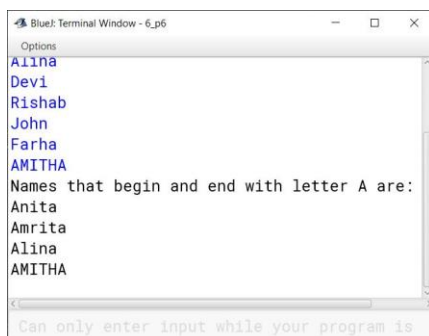 BlueJ: Terminal Window - 6_p6
Options
Alina
Devi
Rishab
John
Farha
AMITHA
Names that begin and end with letter A are:
Anita
Amrita
Alina
AMITHA
Can only enter input while your program is